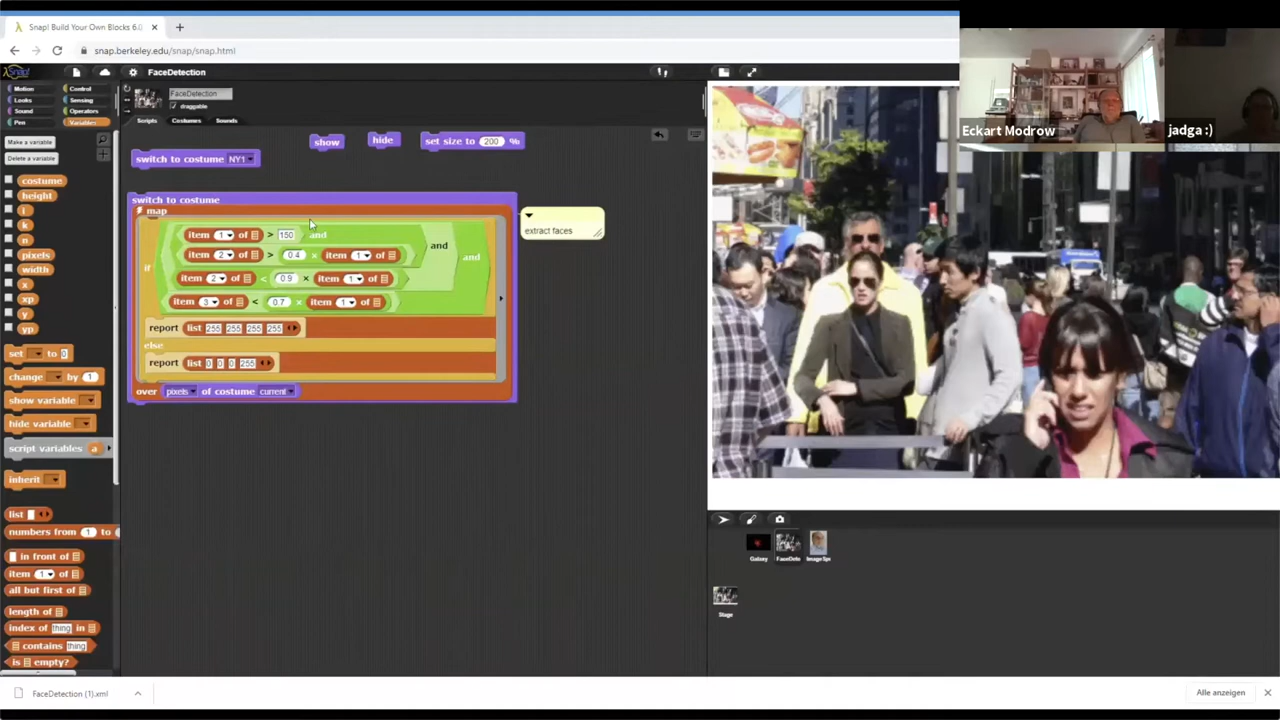 Snap! Build Your Own Blocks 6.(
snap.berkeley.edu/snap/snap.html
Snap!
FaceDetection
Motion Control
Looks Sensing
Sound Operators
Pen Variables
FaceDetection
draggable
Scripts Costumes Sounds
Make a variable
Delete a variable
costume
height
i
k
n
pixels
width
x
xp
y
yp
set to 0
change by 1
show variable
hide variable
script variables a
inherit
list
numbers from 1 to
in front of
item 1 of
all but first of
length of
index of thing in
contains thing
is empty?
show
hide
set size to 200 %
switch to costume NY1
switch to costume
map
if
item 1 of > 150 and
item 2 of > 0.4 × item 1 of
and
item 2 of < 0.9 × item 1 of
and
item 3 of < 0.7 × item 1 of
report list 255 255 255 255
else
report list 0 0 0 255
over pixels of costume current
extract faces
Eckart Modrow
jadga :)
Galaxy
FaceDete
ImageSpr
Stage
FaceDetection (1).xml
Alle anzeigen